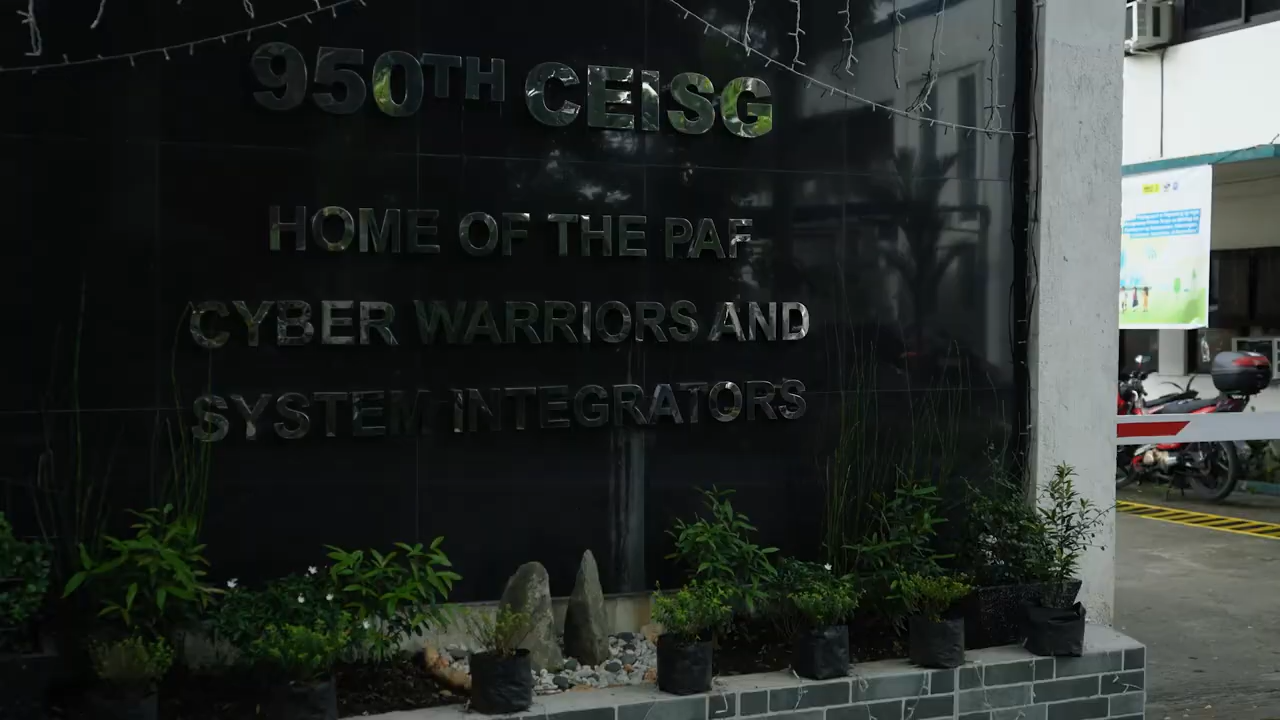 950TH CEISG
HOME OF THE PAF
CYBER WARRIORS AND
SYSTEM INTEGRATORS